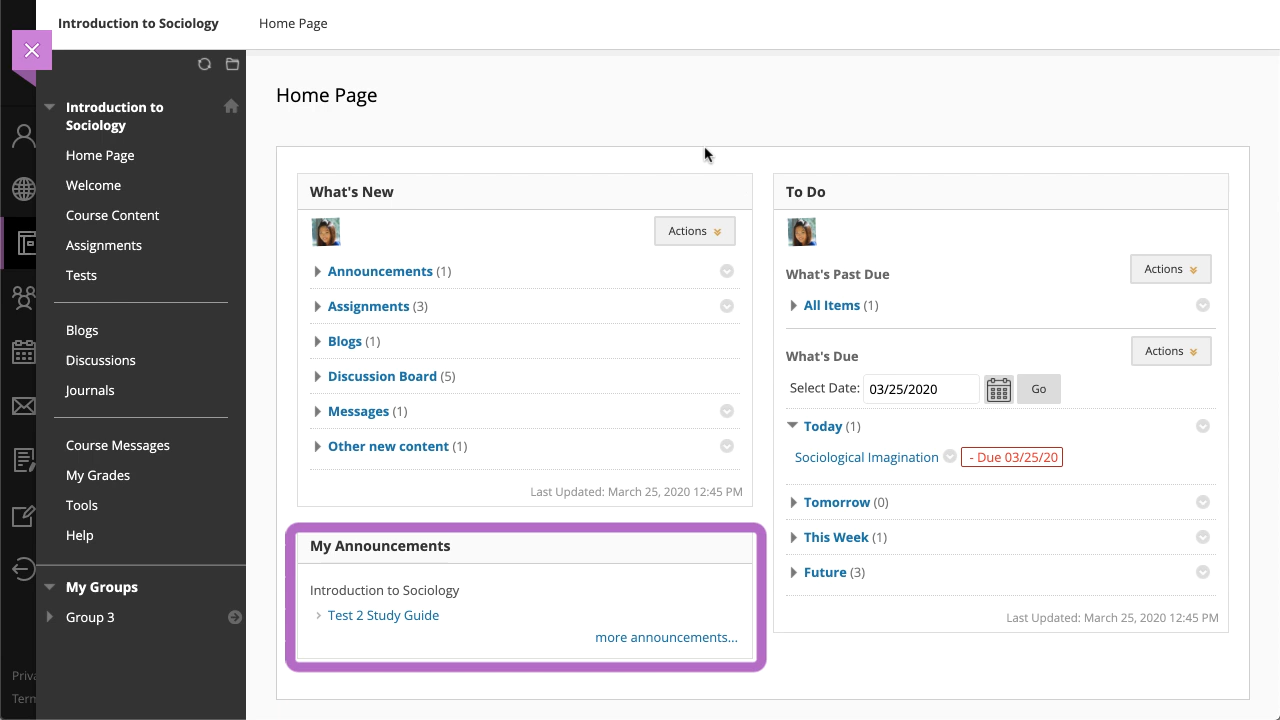 Introduction to Sociology
Home Page
Introduction to
Sociology
Home Page
Welcome
Course Content
Assignments
Tests
Blogs
Discussions
Journals
Course Messages
My Grades
Tools
Help
My Groups
Group 3
Home Page
What's New
Actions
Announcements (1)
Assignments (3)
Blogs (1)
Discussion Board (5)
Messages (1)
Other new content (1)
Last Updated: March 25, 2020 12:45 PM
My Announcements
Introduction to Sociology
Test 2 Study Guide
more announcements...
To Do
What's Past Due
Actions
All Items (1)
What's Due
Actions
Select Date: 03/25/2020 Go
Today (1)
Sociological Imagination - Due 03/25/20
Tomorrow (0)
This Week (1)
Future (3)
Last Updated: March 25, 2020 12:45 PM